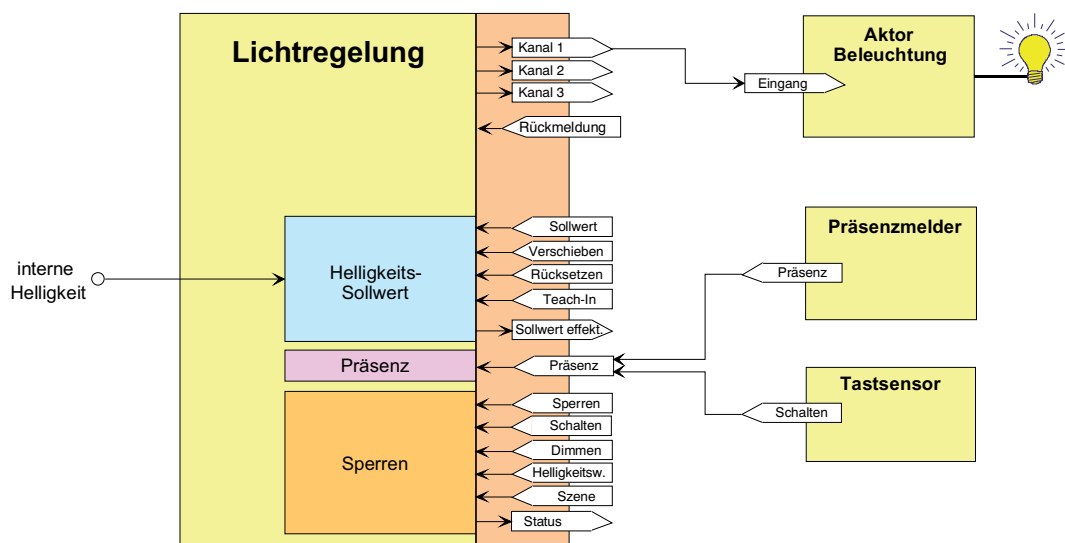 Lichtregelung
Kanal 1
Kanal 2
Kanal 3
Rückmeldung
Eingang
Aktor
Beleuchtung
interne
Helligkeit
Helligkeits-
Sollwert
Sollwert
Verschieben
Rücksetzen
Teach-In
Sollwert effekt.
Präsenz
Präsenz
Sperren
Sperren
Schalten
Dimmen
Helligkeitsw.
Szene
Status
Präsenzmelder
Präsenz
Tastsensor
Schalten